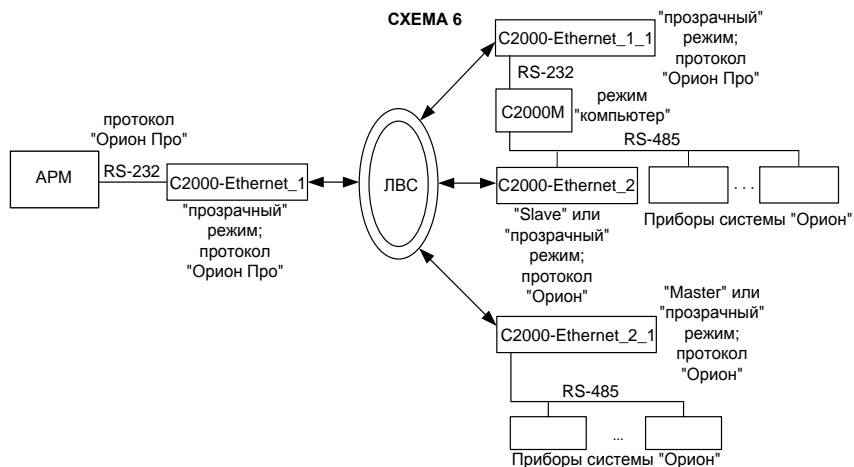 СХЕМА 6
C2000-Ethernet_1_1
"прозрачный"
режим;
протокол
"Орион Про"
RS-232
C2000M
режим
"компьютер"
RS-485
протокол
"Орион Про"
АРМ
RS-232
C2000-Ethernet_1
"прозрачный"
режим;
протокол
"Орион Про"
ЛВС
C2000-Ethernet_2
"Slave" или
"прозрачный"
режим;
протокол
"Орион"
. . .
Приборы системы "Орион"
C2000-Ethernet_2_1
"Master" или
"прозрачный"
режим;
протокол
"Орион"
RS-485
...
Приборы системы "Орион"